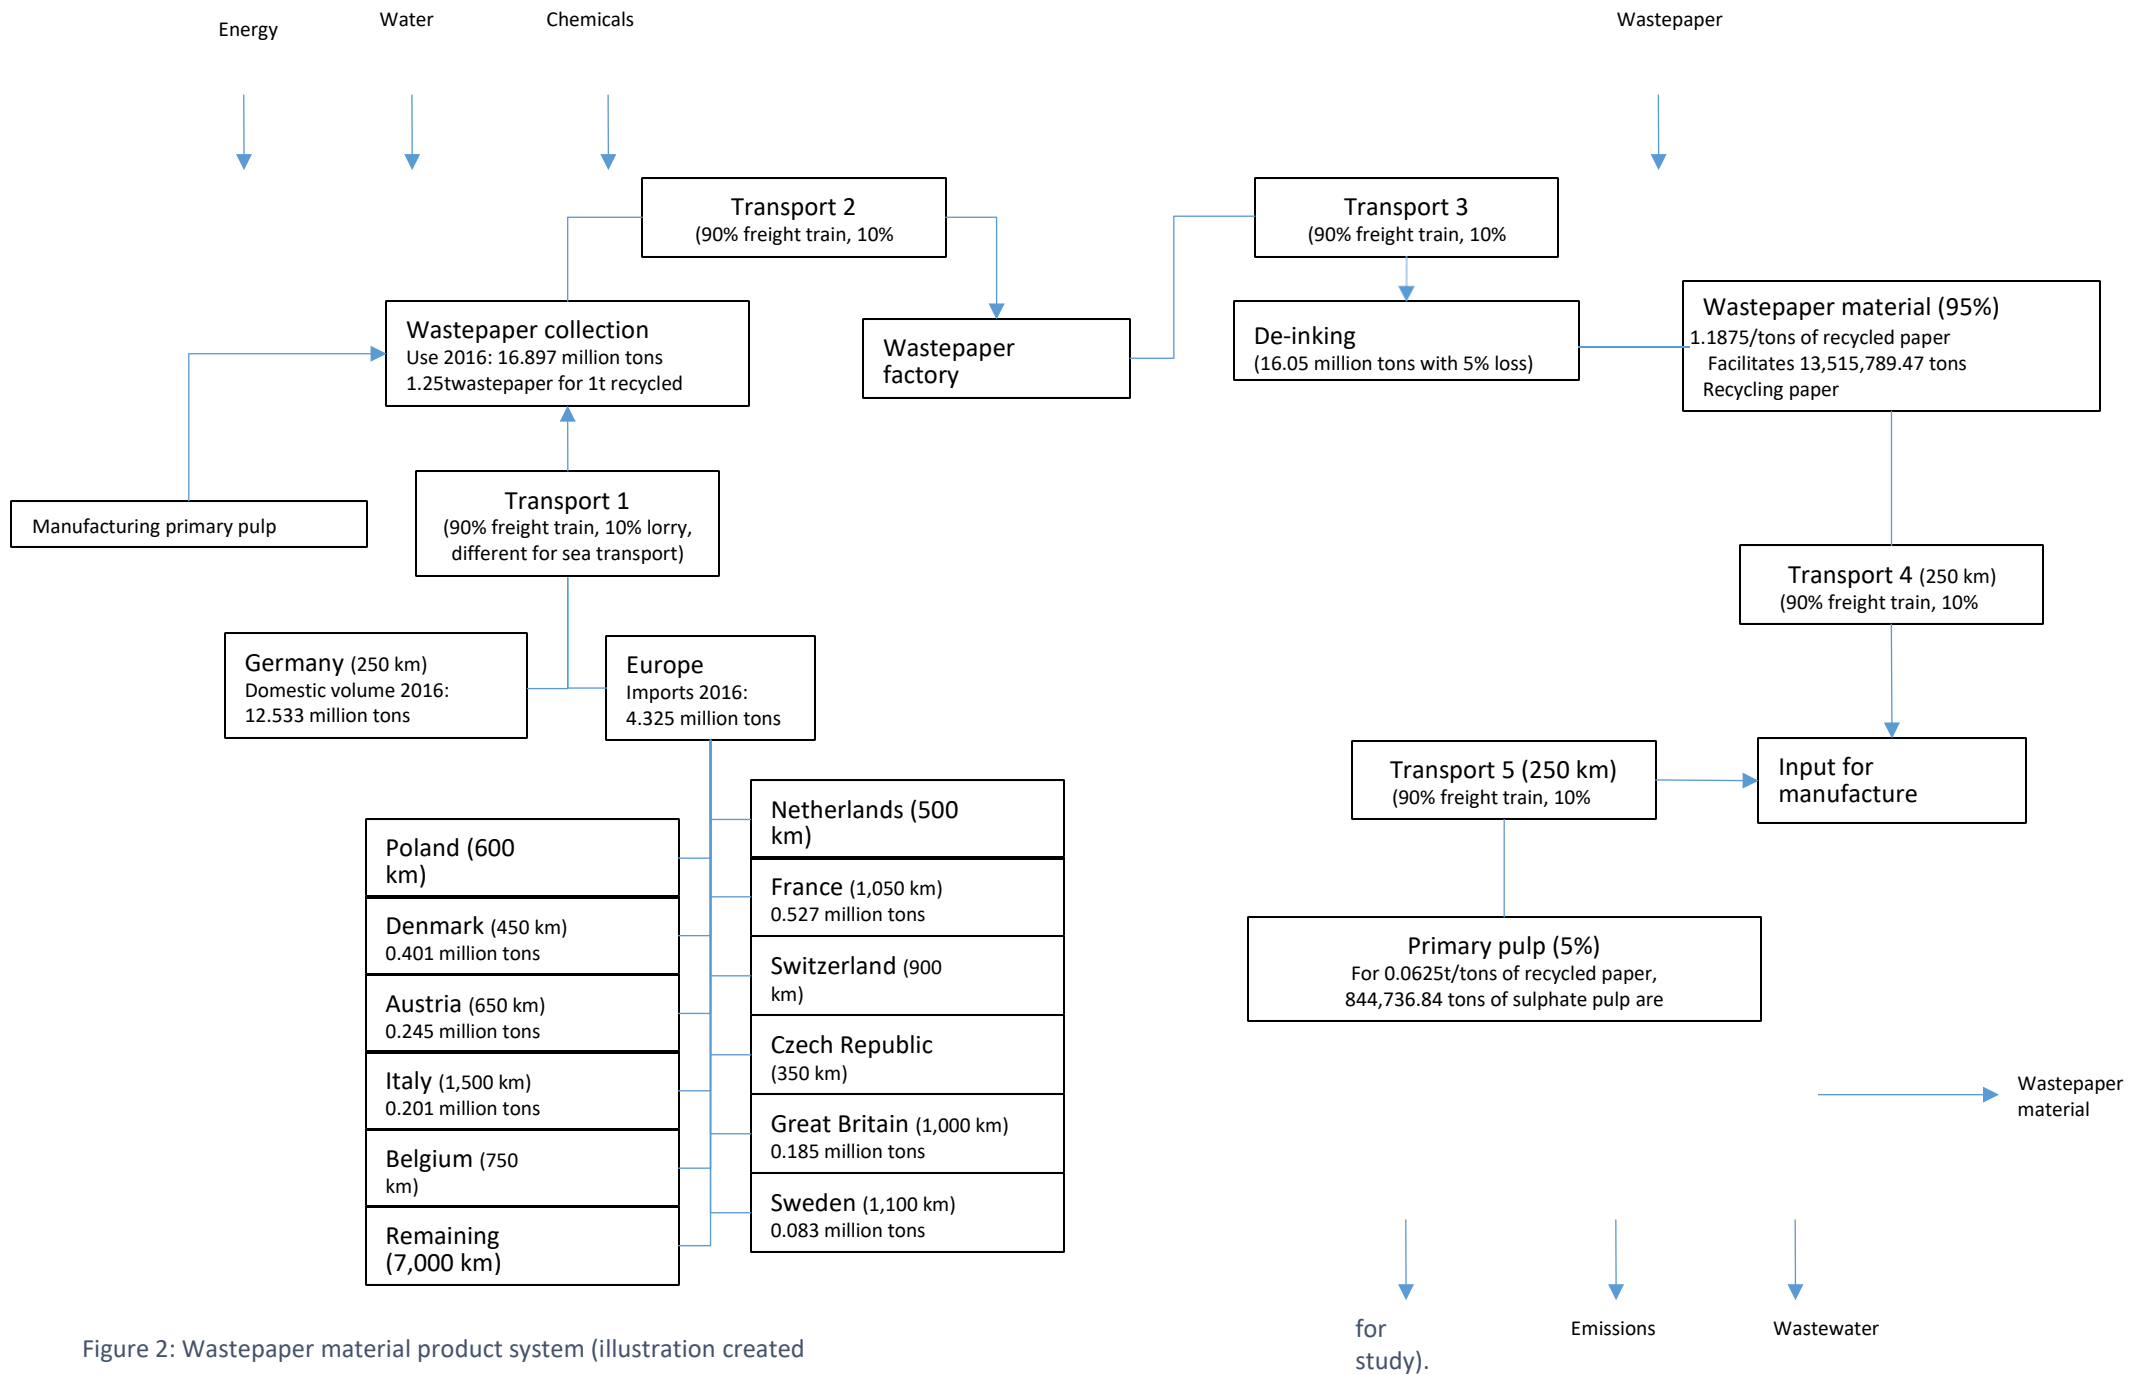 Energy
Water
Chemicals
Wastepaper
Transport 2
(90% freight train, 10%
Transport 3
(90% freight train, 10%
Wastepaper collection
Use 2016: 16.897 million tons
1.25twastepaper for 1t recycled
Wastepaper
factory
De-inking
(16.05 million tons with 5% loss)
Wastepaper material (95%)
1.1875/tons of recycled paper
Facilitates 13,515,789.47 tons
Recycling paper
Manufacturing primary pulp
Transport 1
(90% freight train, 10% lorry,
different for sea transport)
Transport 4 (250 km)
(90% freight train, 10%
Germany (250 km)
Domestic volume 2016:
12.533 million tons
Europe
Imports 2016:
4.325 million tons
Transport 5 (250 km)
(90% freight train, 10%
Input for
manufacture
Poland (600
km)
Denmark (450 km)
0.401 million tons
Austria (650 km)
0.245 million tons
Italy (1,500 km)
0.201 million tons
Belgium (750
km)
Remaining
(7,000 km)
Netherlands (500
km)
France (1,050 km)
0.527 million tons
Switzerland (900
km)
Czech Republic
(350 km)
Great Britain (1,000 km)
0.185 million tons
Sweden (1,100 km)
0.083 million tons
Primary pulp (5%)
For 0.0625t/tons of recycled paper,
844,736.84 tons of sulphate pulp are
Wastepaper
material
Emissions
Wastewater
Figure 2: Wastepaper material product system (illustration created
for
study).